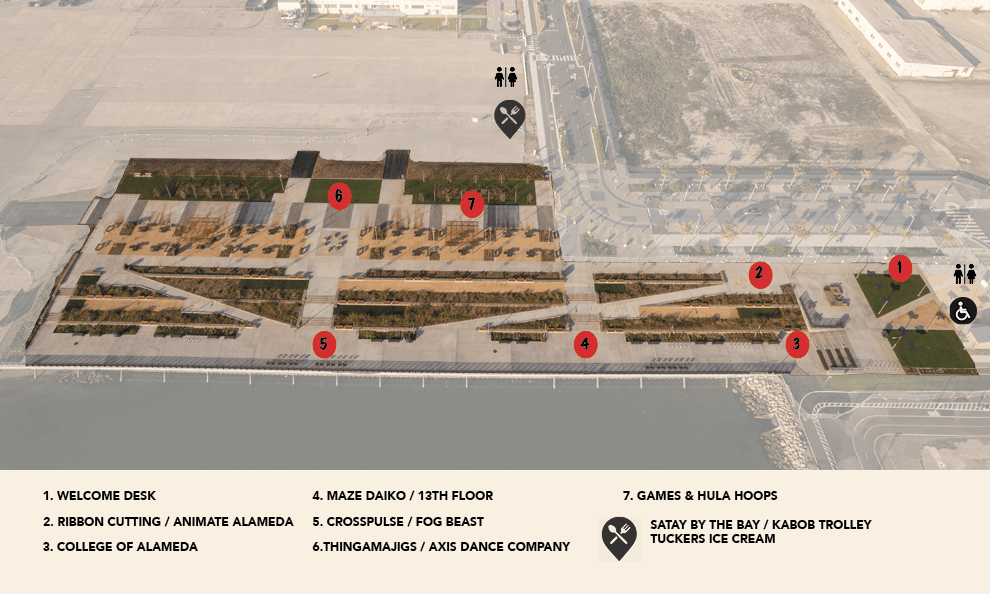 6
7
2
1
5
4
3
1. WELCOME DESK
2. RIBBON CUTTING / ANIMATE ALAMEDA
3. COLLEGE OF ALAMEDA
4. MAZE DAIKO / 13TH FLOOR
5. CROSSPULSE / FOG BEAST
6.THINGAMAJIGS / AXIS DANCE COMPANY
7. GAMES & HULA HOOPS
SATAY BY THE BAY / KABOB TROLLEY
TUCKERS ICE CREAM